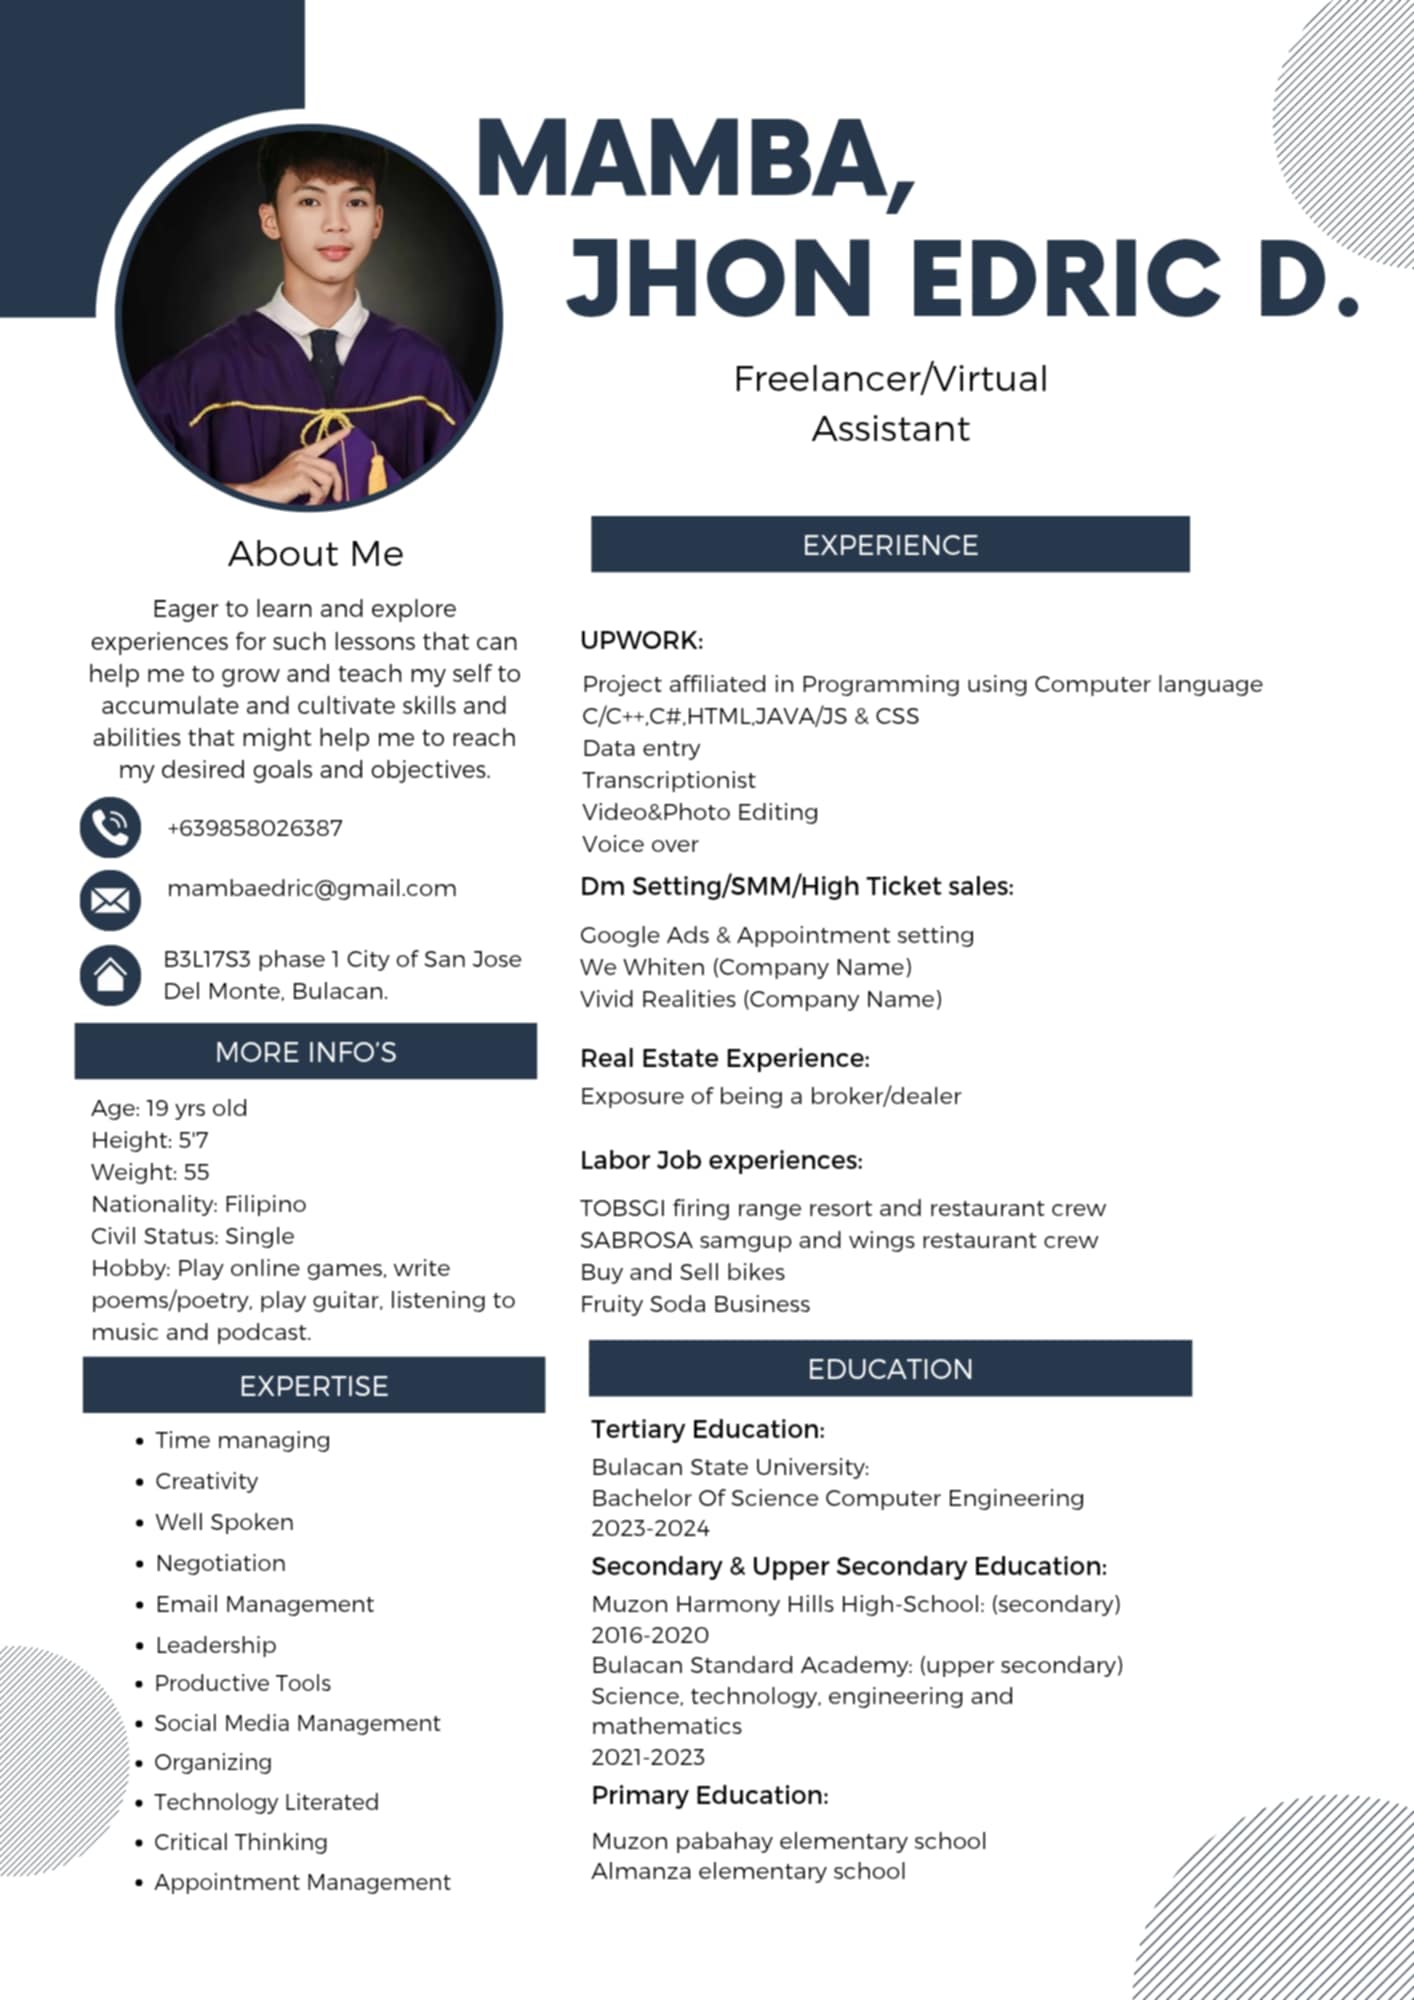 MAMBA,
JHON EDRIC D.
Freelancer/Virtual
Assistant
About Me
Eager to learn and explore
experiences for such lessons that can
help me to grow and teach my self to
accumulate and cultivate skills and
abilities that might help me to reach
my desired goals and objectives.
+639858026387
mambaedric@gmail.com
B3L17S3 phase 1 City of San Jose
Del Monte, Bulacan.
MORE INFO'S
Age: 19 yrs old
Height: 5'7
Weight: 55
Nationality: Filipino
Civil Status: Single
Hobby: Play online games, write
poems/poetry, play guitar, listening to
music and podcast.
EXPERTISE
• Time managing
• Creativity
• Well Spoken
• Negotiation
• Email Management
• Leadership
• Productive Tools
• Social Media Management
• Organizing
• Technology Literated
• Critical Thinking
• Appointment Management
EXPERIENCE
UPWORK:
Project affiliated in Programming using Computer language
C/C++,C#,HTML,JAVA/JS & CSS
Data entry
Transcriptionist
Video&Photo Editing
Voice over
Dm Setting/SMM/High Ticket sales:
Google Ads & Appointment setting
We Whiten (Company Name)
Vivid Realities (Company Name)
Real Estate Experience:
Exposure of being a broker/dealer
Labor Job experiences:
TOBSGI firing range resort and restaurant crew
SABROSA samgup and wings restaurant crew
Buy and Sell bikes
Fruity Soda Business
EDUCATION
Tertiary Education:
Bulacan State University:
Bachelor Of Science Computer Engineering
2023-2024
Secondary & Upper Secondary Education:
Muzon Harmony Hills High-School: (secondary)
2016-2020
Bulacan Standard Academy: (upper secondary)
Science, technology, engineering and
mathematics
2021-2023
Primary Education:
Muzon pabahay elementary school
Almanza elementary school